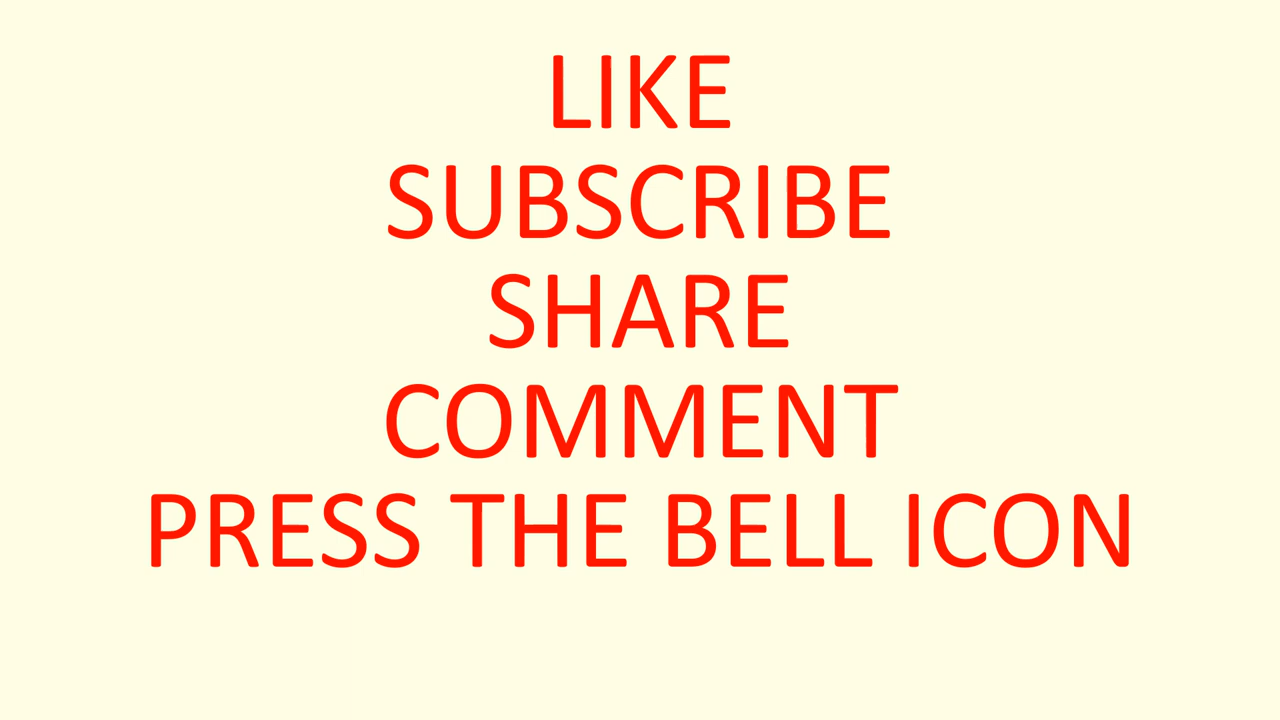 LIKE
SUBSCRIBE
SHARE
COMMENT
PRESS THE BELL ICON